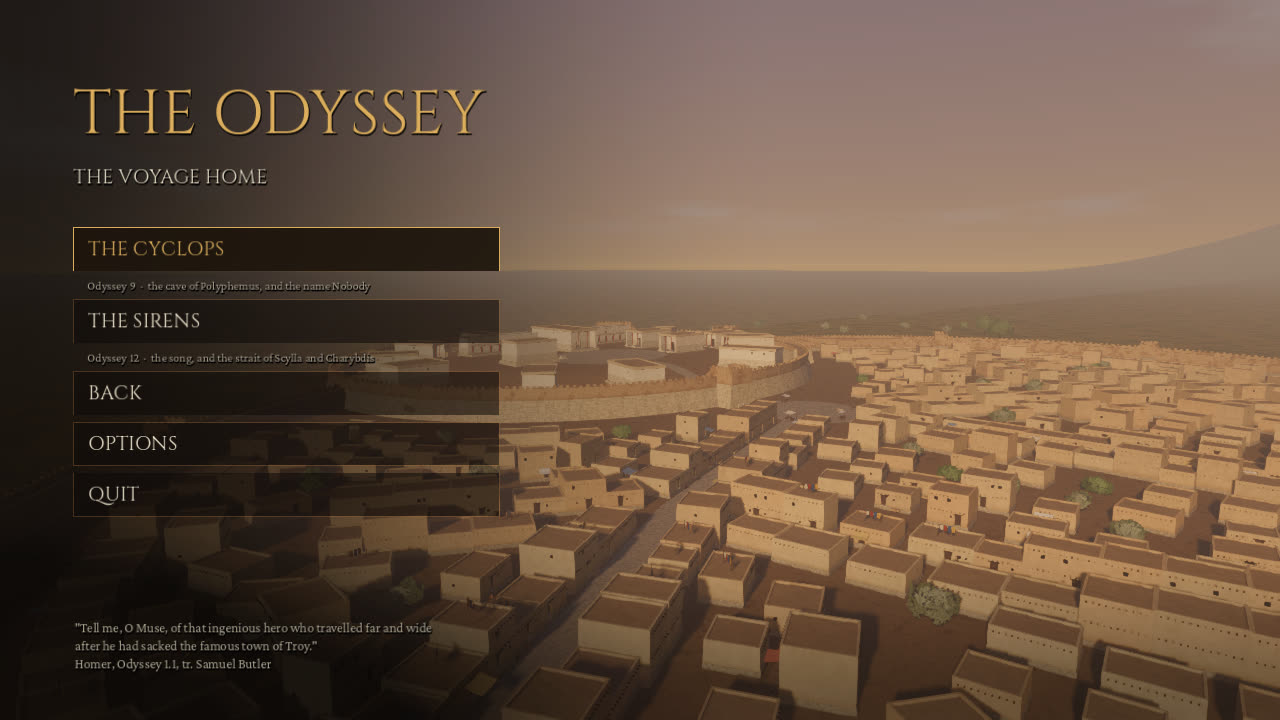 THE ODYSSEY
THE VOYAGE HOME
THE CYCLOPS
Odyssey 9 - the cave of Polyphemus, and the name Nobody
THE SIRENS
Odyssey 12 - the song, and the strait of Scylla and Charybdis
BACK
OPTIONS
QUIT
"Tell me, O Muse, of that ingenious hero who travelled far and wide
after he had sacked the famous town of Troy."
Homer, Odyssey 1.1, tr. Samuel Butler